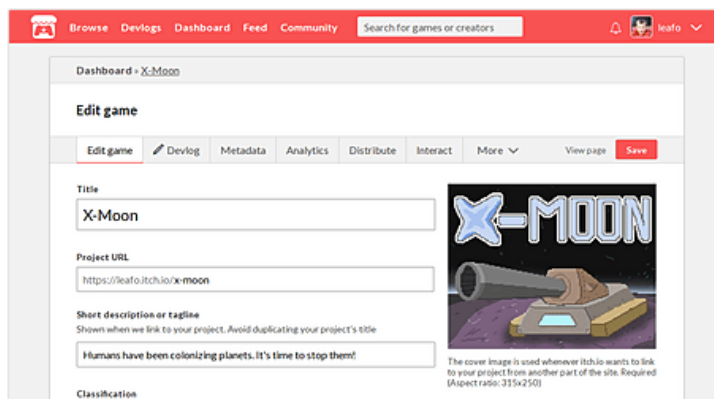 Browse Devlogs Dashboard Feed Community Search for games or creators leafo
Dashboard » X-Moon
Edit game
Edit game Devlog Metadata Analytics Distribute Interact More View page Save
Title
X-Moon
Project URL
https://leafo.itch.io/x-moon
Short description or tagline
Shown when we link to your project. Avoid duplicating your project's title
Humans have been colonizing planets. It's time to stop them!
Classification
X-MOON
The cover image is used whenever itch.io wants to link
to your project from another part of the site. Required
(Aspect ratio: 315x250)